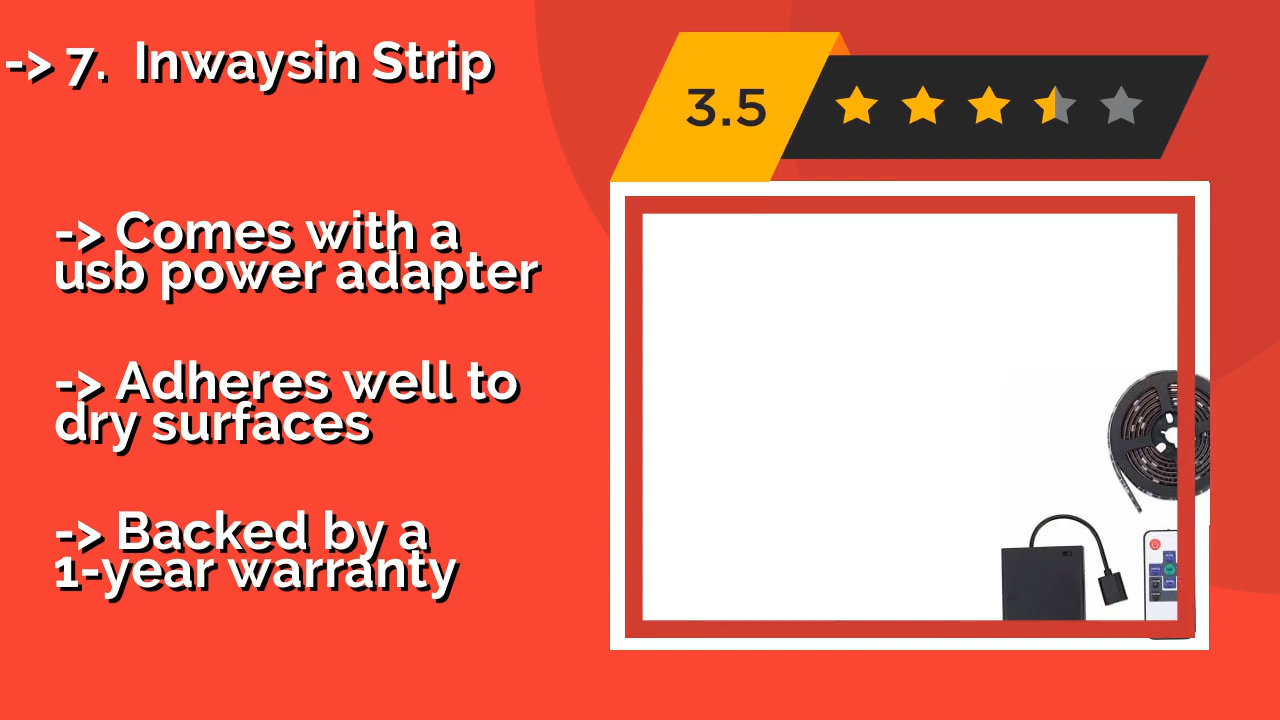 -> 7.  Inwaysin Strip
3.5
-> Comes with a
usb power adapter
-> Adheres well to
dry surfaces
-> Backed by a
1-year warranty